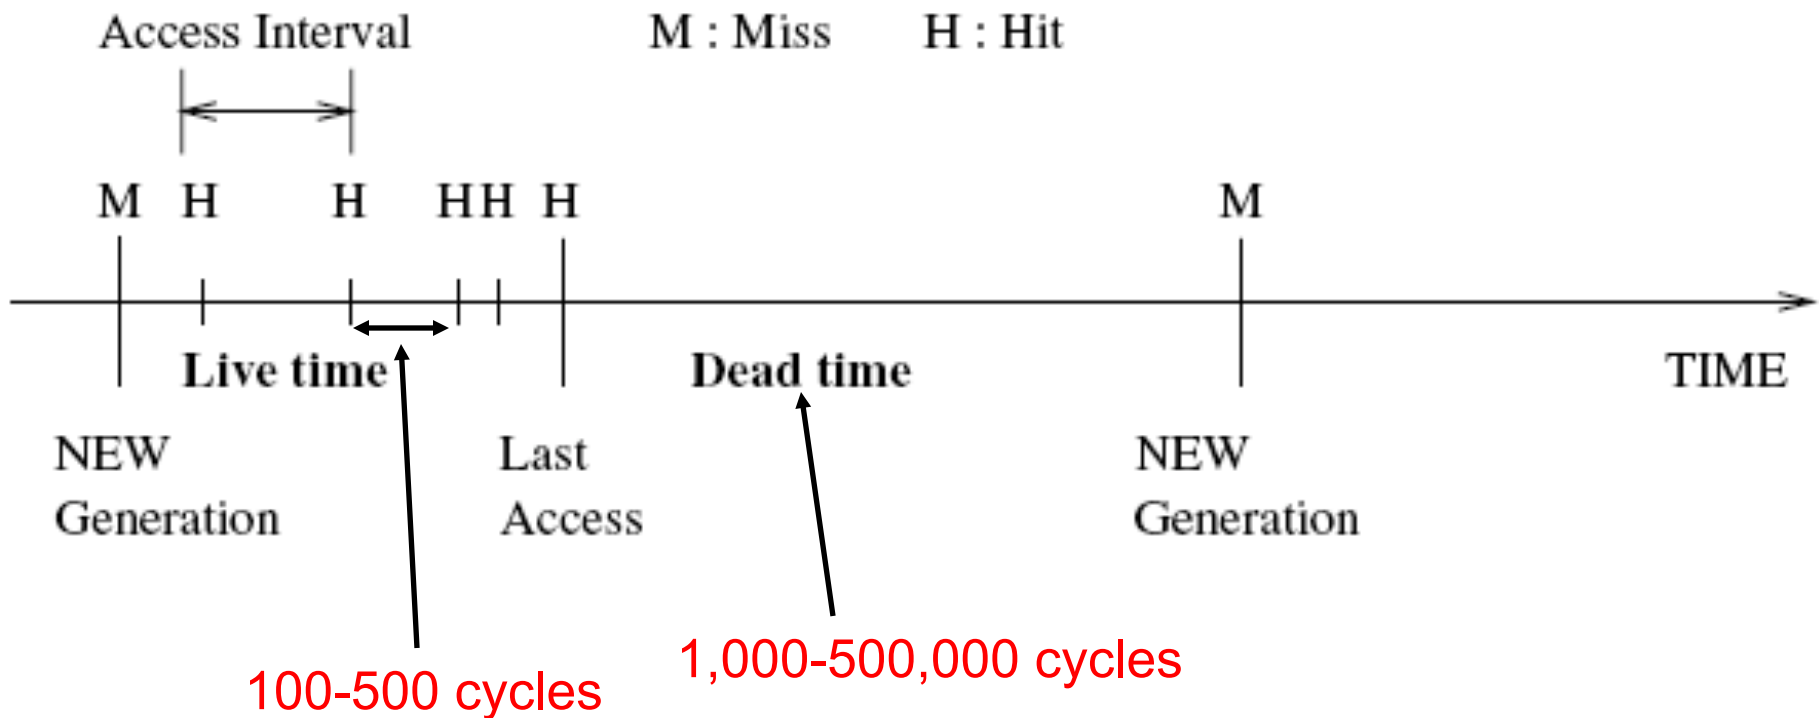 Access Interval M : Miss H : Hit
M H H H H H M
Live time Dead time TIME
NEW Last NEW
Generation Access Generation
1,000-500,000 cycles
100-500 cycles